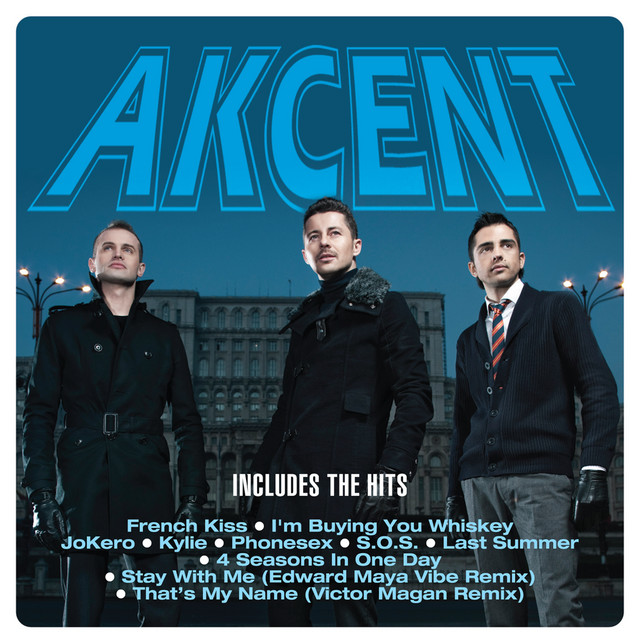 AKCENT
INCLUDES THE HITS
French Kiss ● I'm Buying You Whiskey
JoKero ● Kylie ● Phonesex ● S.O.S. ● Last Summer
● 4 Seasons In One Day
● Stay With Me (Edward Maya Vibe Remix)
● That's My Name (Victor Magan Remix)